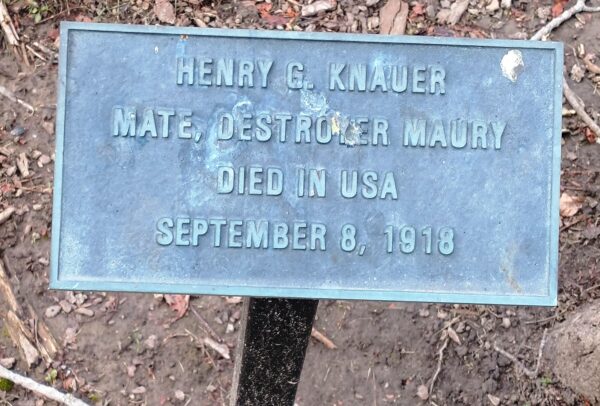 HENRY G. KNAUER
MATE, DESTROYER MAURY
DIED IN USA
SEPTEMBER 8, 1918